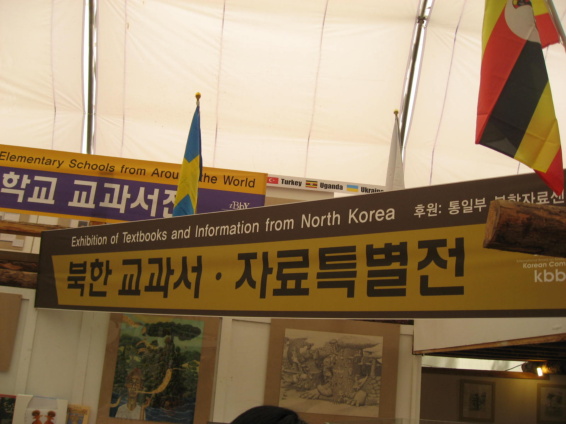 Elementary Schools from Around the World
학교 교과서전
Turkey Uganda Ukraine
Exhibition of Textbooks and Information from North Korea
후원: 통일부 북한자료센
북한 교과서 · 자료특별전
Korean Com
kbb